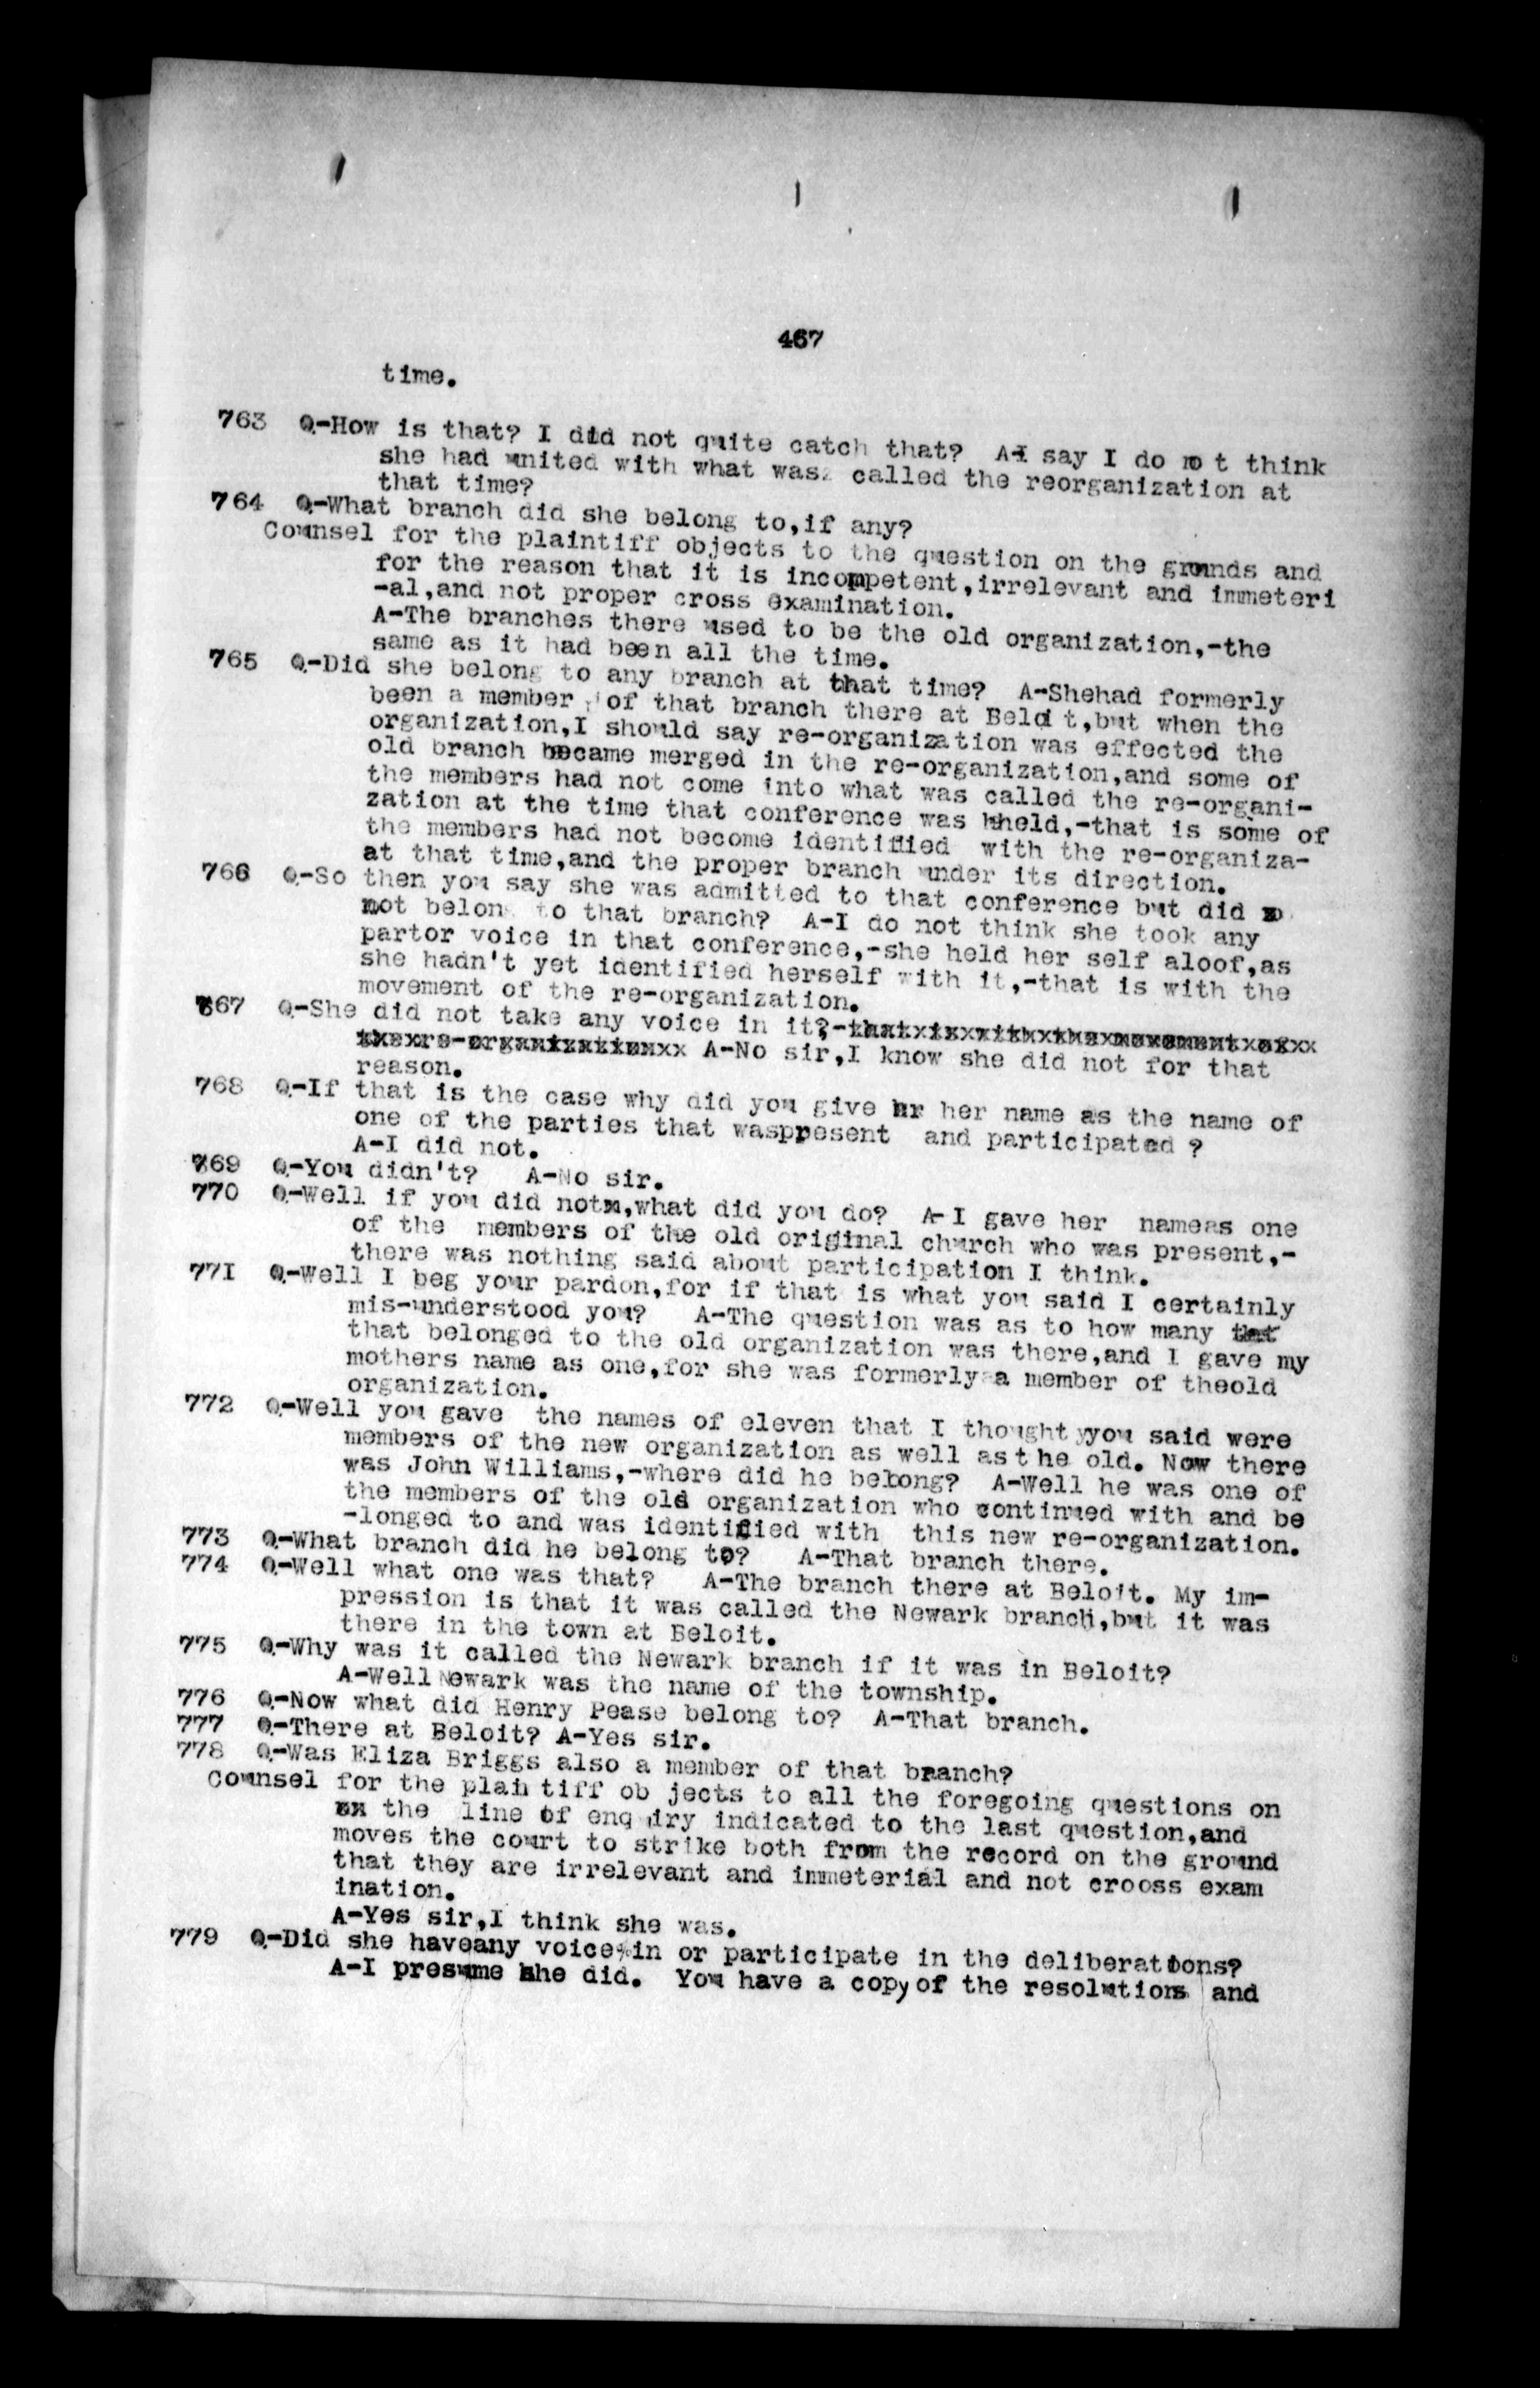 467
time.
763 Q-How is that? I did not quite catch that? A-I say I do not think
she had united with what was called the reorganization at
that time?
764 Q-What branch did she belong to,if any?
Counsel for the plaintiff objects to the question on the grounds and
for the reason that it is incompetent,irrelevant and immeteri
-al,and not proper cross examination.
A-The branches there used to be the old organization,-the
same as it had been all the time.
765 Q-Did she belong to any branch at that time? A-Shehad formerly
been a member of that branch there at Beloit,but when the
organization,I should say re-organization was effected the
old branch became merged in the re-organization,and some of
the members had not come into what was called the re-organi-
zation at the time that conference was hheld,-that is some of
the members had not become identified with the re-organiza-
at that time,and the proper branch under its direction.
766 Q-So then you say she was admitted to that conference but did
not belong to that branch? A-I do not think she took any
partor voice in that conference,-she held her self aloof,as
she hadn't yet identified herself with it,-that is with the
movement of the re-organization.
767 Q-She did not take any voice in it?-that is with the movement of
the re-organization A-No sir,I know she did not for that
reason.
768 Q-If that is the case why did you give hr her name as the name of
one of the parties that waspresent and participated ?
A-I did not.
769 Q-You didn't? A-No sir.
770 Q-Well if you did not,what did you do? A-I gave her nameas one
of the members of the old original church who was present,-
there was nothing said about participation I think.
771 Q-Well I beg your pardon,for if that is what you said I certainly
mis-understood you? A-The question was as to how many that
that belonged to the old organization was there,and I gave my
mothers name as one,for she was formerly a member of theold
organization.
772 Q-Well you gave the names of eleven that I thought yyou said were
members of the new organization as well as the old. Now there
was John Williams,-where did he belong? A-Well he was one of
the members of the old organization who continued with and be
-longed to and was identified with this new re-organization.
773 Q-What branch did he belong to? A-That branch there.
774 Q-Well what one was that? A-The branch there at Beloit. My im-
pression is that it was called the Newark branch,but it was
there in the town at Beloit.
775 Q-Why was it called the Newark branch if it was in Beloit?
A-Well Newark was the name of the township.
776 Q-Now what did Henry Pease belong to? A-That branch.
777 Q-There at Beloit? A-Yes sir.
778 Q-Was Eliza Briggs also a member of that branch?
Counsel for the plaintiff ob jects to all the foregoing questions on
the line of enquiry indicated to the last question,and
moves the court to strike both from the record on the ground
that they are irrelevant and immeterial and not crooss exam
ination.
A-Yes sir,I think she was.
779 Q-Did she haveany voice in or participate in the deliberations?
A-I presume she did. You have a copy of the resolutions and